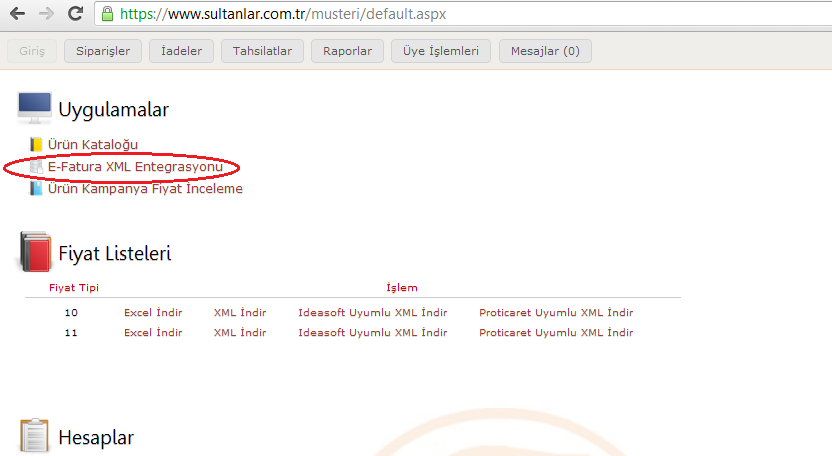 https://www.sultanlar.com.tr/musteri/default.aspx
Giriş Siparişler İadeler Tahsilatlar Raporlar Üye İşlemleri Mesajlar (0)
Uygulamalar
Ürün Kataloğu
E-Fatura XML Entegrasyonu
Ürün Kampanya Fiyat İnceleme
Fiyat Listeleri
Fiyat Tipi İşlem
10 Excel İndir XML İndir Ideasoft Uyumlu XML İndir Proticaret Uyumlu XML İndir
11 Excel İndir XML İndir Ideasoft Uyumlu XML İndir Proticaret Uyumlu XML İndir
Hesaplar